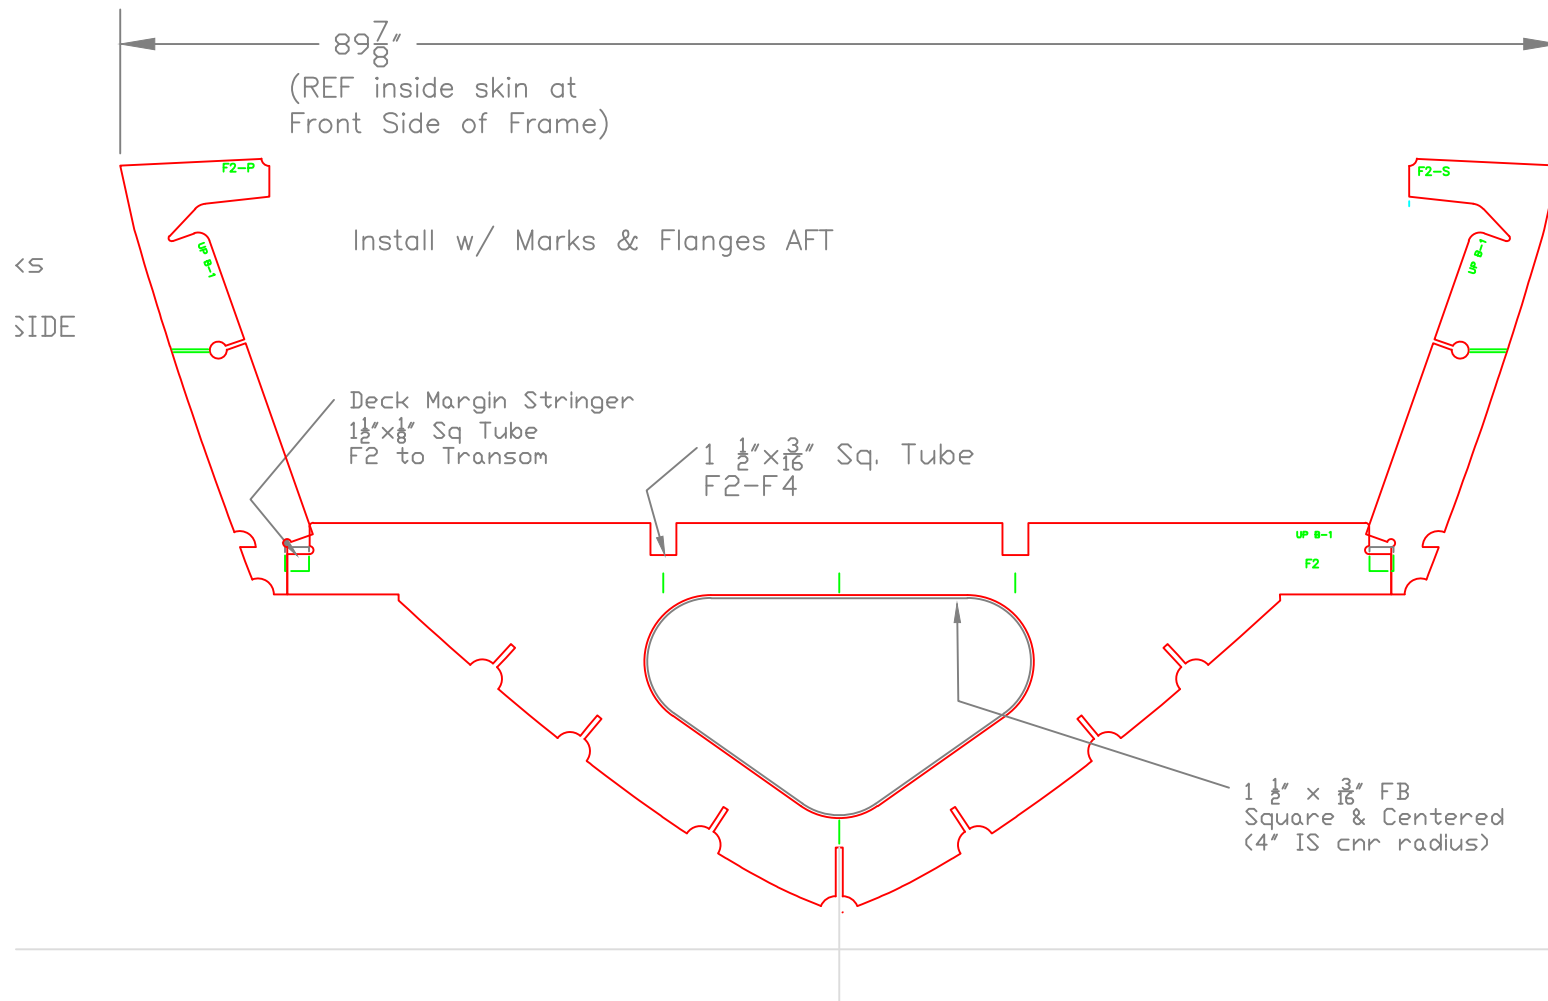 89 7/8"
(REF inside skin at
Front Side of Frame)
F2-P
F2-S
Install w/ Marks & Flanges AFT
UP B-1
UP B-1
SIDE
Deck Margin Stringer
1 1/2"x 1/8" Sq Tube
F2 to Transom
1 1/2"x 3/16" Sq. Tube
F2-F4
UP B-1
F2
1 1/2" x 3/16" FB
Square & Centered
(4" IS cnr radius)